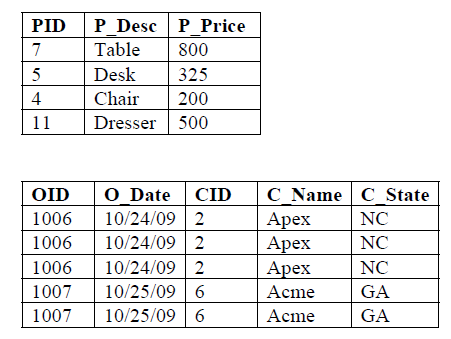 PID P_Desc P_Price
7 Table 800
5 Desk 325
4 Chair 200
11 Dresser 500
OID O_Date CID C_Name C_State
1006 10/24/09 2 Apex NC
1006 10/24/09 2 Apex NC
1006 10/24/09 2 Apex NC
1007 10/25/09 6 Acme GA
1007 10/25/09 6 Acme GA